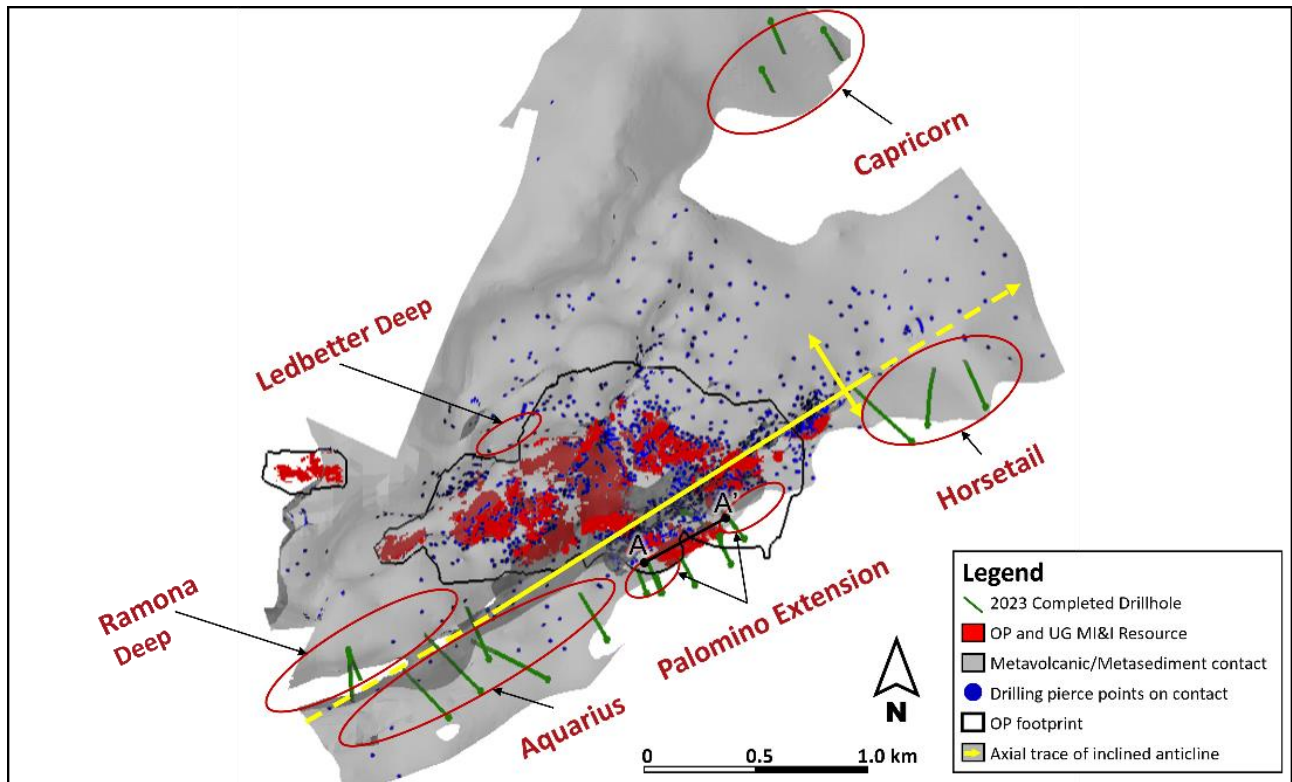 Capricorn
Ledbetter Deep
Horsetail
A'
A
Ramona
Deep
Palomino Extension
Aquarius
N
0 0.5 1.0 km
Legend
2023 Completed Drillhole
OP and UG MI&I Resource
Metavolcanic/Metasediment contact
Drilling pierce points on contact
OP footprint
Axial trace of inclined anticline